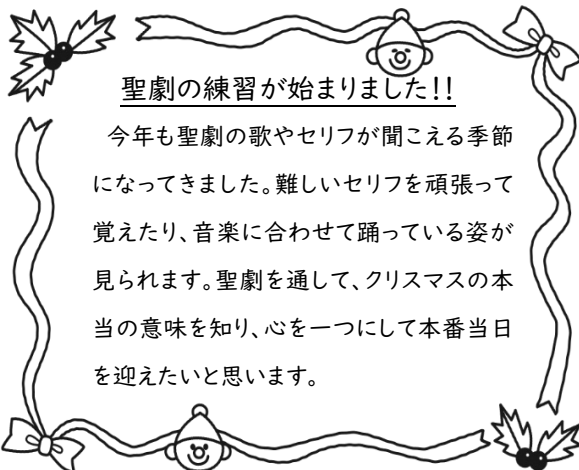 聖劇の練習が始まりました!!
今年も聖劇の歌やセリフが聞こえる季節
になってきました。難しいセリフを頑張って
覚えたり、音楽に合わせて踊っている姿が
見られます。聖劇を通して、クリスマスの本
当の意味を知り、心を一つにして本番当日
を迎えたいと思います。